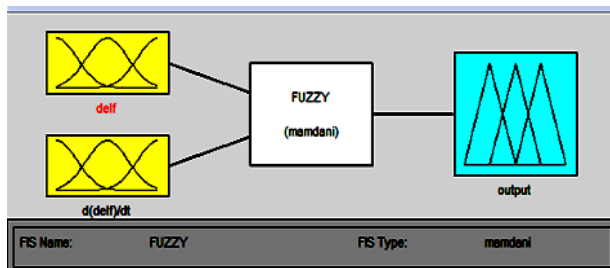 delf
FUZZY
(mamdani)
output
d(delf)/dt
FIS Name: FUZZY FIS Type: mamdani